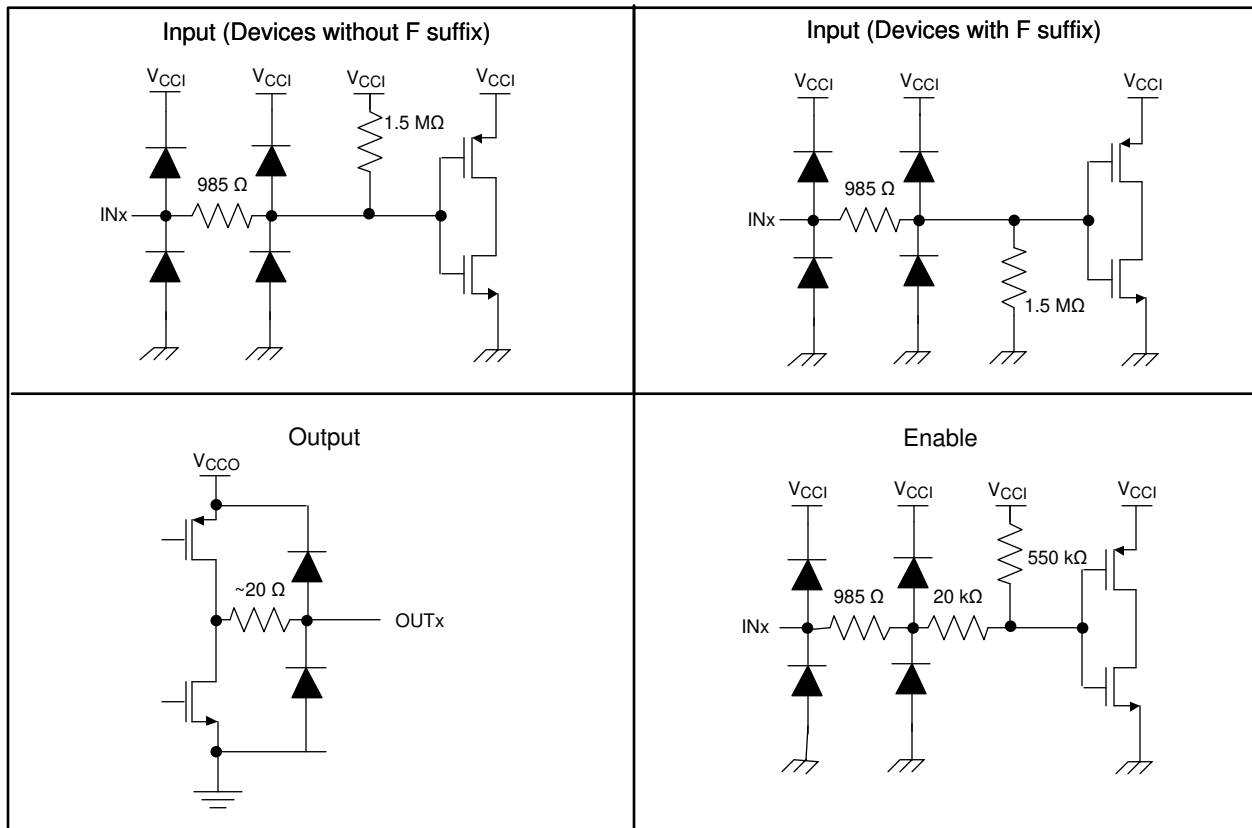 Input (Devices without F suffix)
VCCI VCCI VCCI VCCI
1.5 MΩ
985 Ω
INx
Input (Devices with F suffix)
VCCI VCCI VCCI
985 Ω
INx
1.5 MΩ
Output
VCCO
~20 Ω
OUTx
Enable
VCCI VCCI VCCI VCCI
550 kΩ
985 Ω 20 kΩ
INx